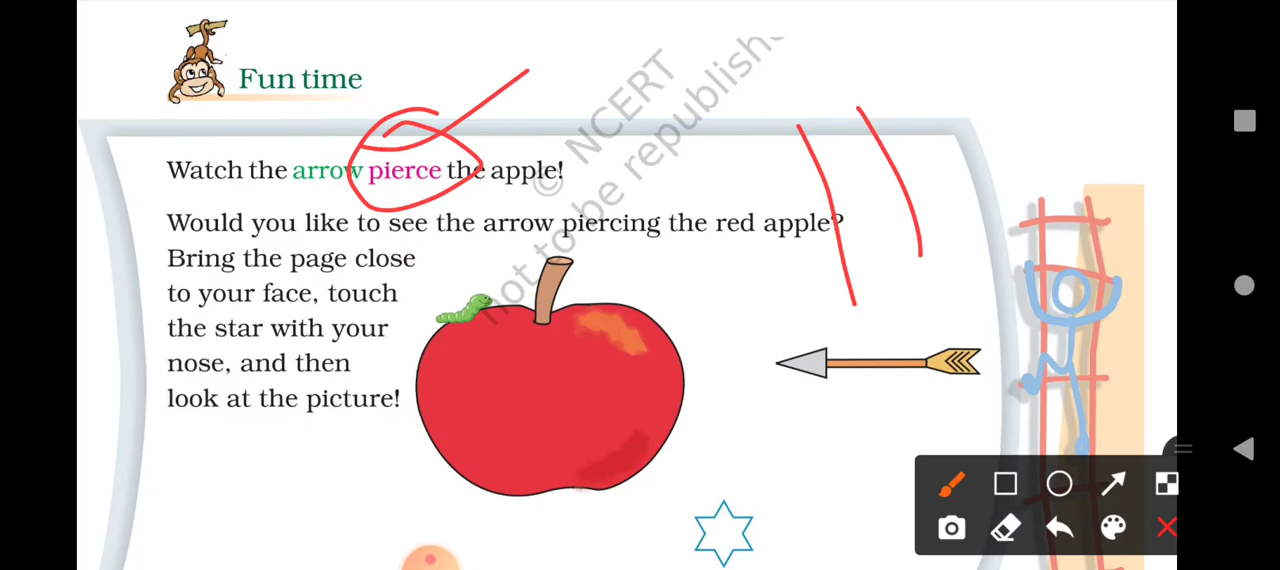 Fun time
Watch the arrow pierce the apple!
Would you like to see the arrow piercing the red apple?
Bring the page close
to your face, touch
the star with your
nose, and then
look at the picture!
© NCERT
not to be republishe